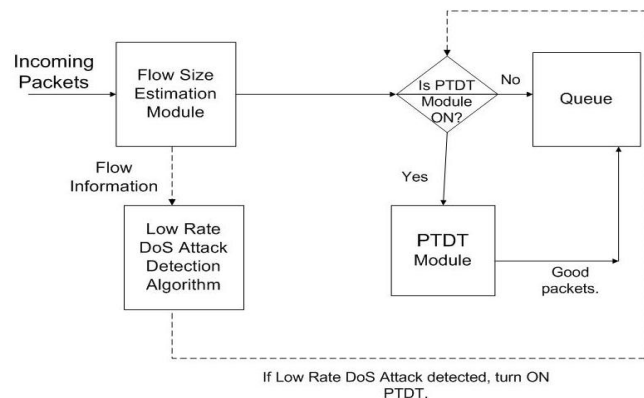 Incoming
Packets
Flow Size
Estimation
Module
Is PTDT
Module
ON?
No
Queue
Flow
Information
Yes
Low Rate
DoS Attack
Detection
Algorithm
PTDT
Module
Good
packets.
If Low Rate DoS Attack detected, turn ON
PTDT.